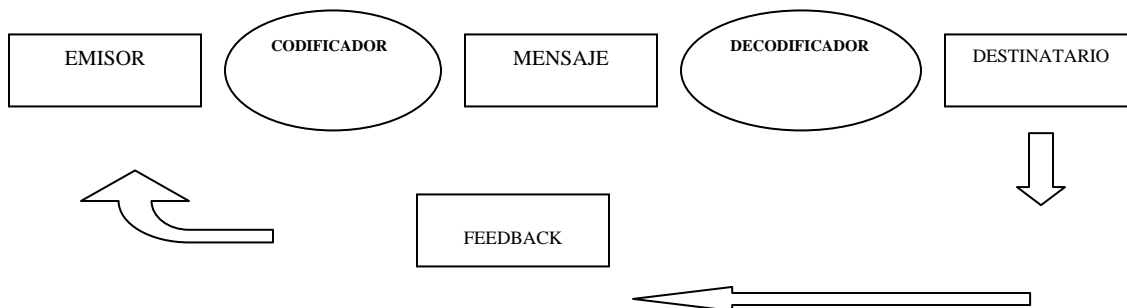 EMISOR
CODIFICADOR
MENSAJE
DECODIFICADOR
DESTINATARIO
FEEDBACK